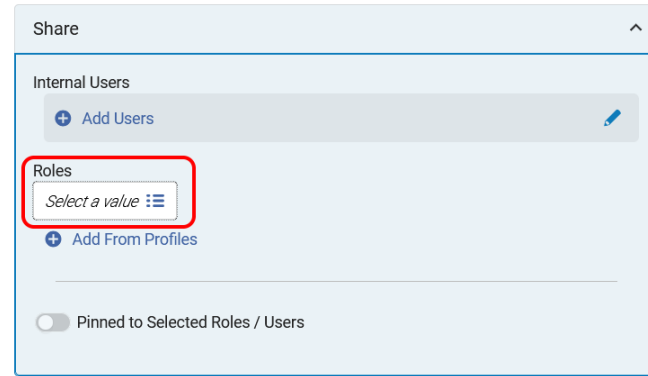 Share
Internal Users
Add Users
Roles
Select a value
Add From Profiles
Pinned to Selected Roles / Users